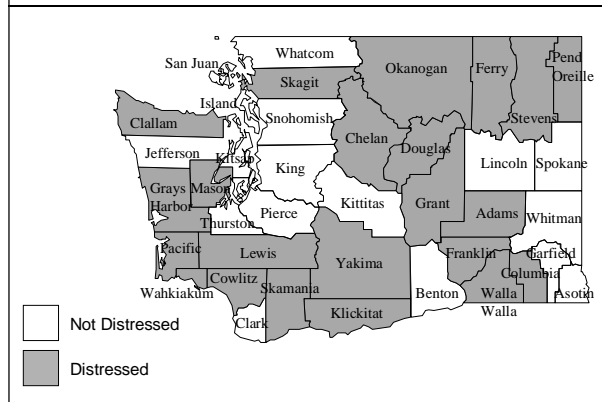 Whatcom
San Juan
Skagit
Okanogan
Ferry
Pend
Oreille
Stevens
Island
Clallam
Snohomish
Chelan
Douglas
Jefferson
Kitsap
King
Lincoln
Spokane
Grays
Harbor
Mason
Kittitas
Grant
Adams
Whitman
Thurston
Pierce
Pacific
Lewis
Yakima
Franklin
Garfield
Columbia
Cowlitz
Skamania
Wahkiakum
Benton
Walla
Walla
Asotin
Clark
Klickitat
Not Distressed
Distressed